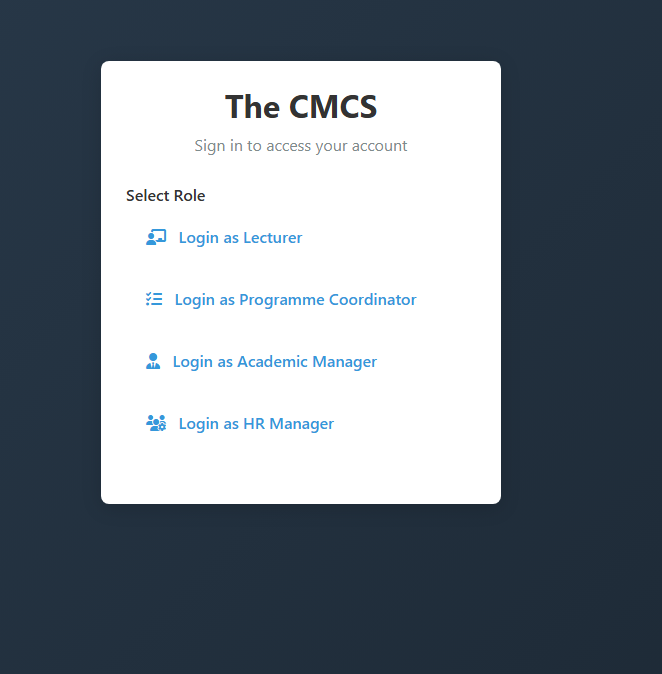 The CMCS
Sign in to access your account
Select Role
Login as Lecturer
Login as Programme Coordinator
Login as Academic Manager
Login as HR Manager